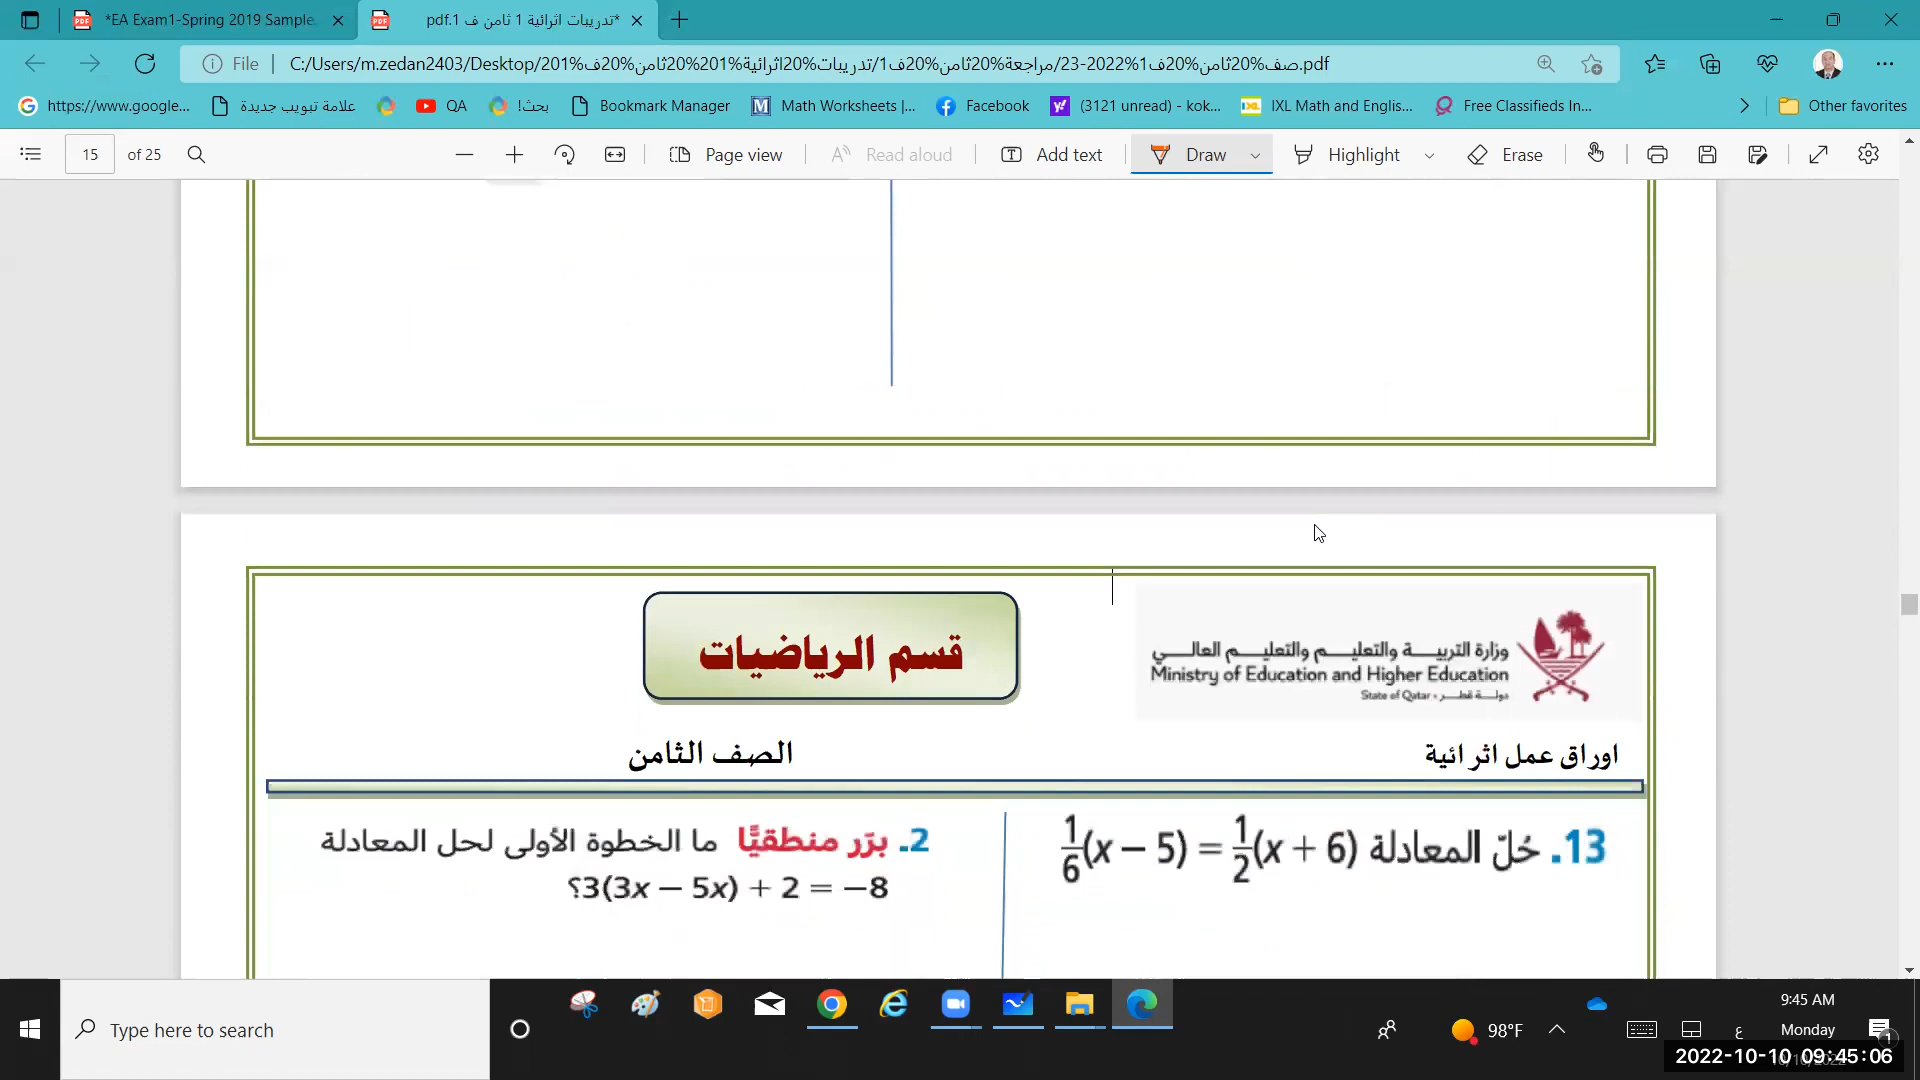 *EA Exam1-Spring 2019 Sample.
*تدريبات اثرائية 1 ثامن ف 1.pdf
File
C:/Users/m.zedan2403/Desktop/201%صف%20ثامن%20ف1%2022-23/مراجعة%20ثامن%20ف1/تدريبات%20اثرائية%201%20ثامن%20ف.pdf
https://www.google...
علامة تبويب جديدة
QA
بحث!
Bookmark Manager
Math Worksheets |...
Facebook
(3121 unread) - kok...
IXL Math and Englis...
Free Classifieds In...
Other favorites
15 of 25
Page view
Read aloud
Add text
Draw
Highlight
Erase
قسم الرياضيات
وزارة التربية والتعليم والتعليم العالي
Ministry of Education and Higher Education
دولة قطر • State of Qatar
اوراق عمل اثرائية
الصف الثامن
13. حُلّ المعادلة 1/6(x – 5) = 1/2(x + 6)
2. برّر منطقيًّا ما الخطوة الأولى لحل المعادلة
3(3x – 5x) + 2 = –8؟
Type here to search
98°F
ع
9:45 AM
Monday
1
2022-10-10 09:45:06